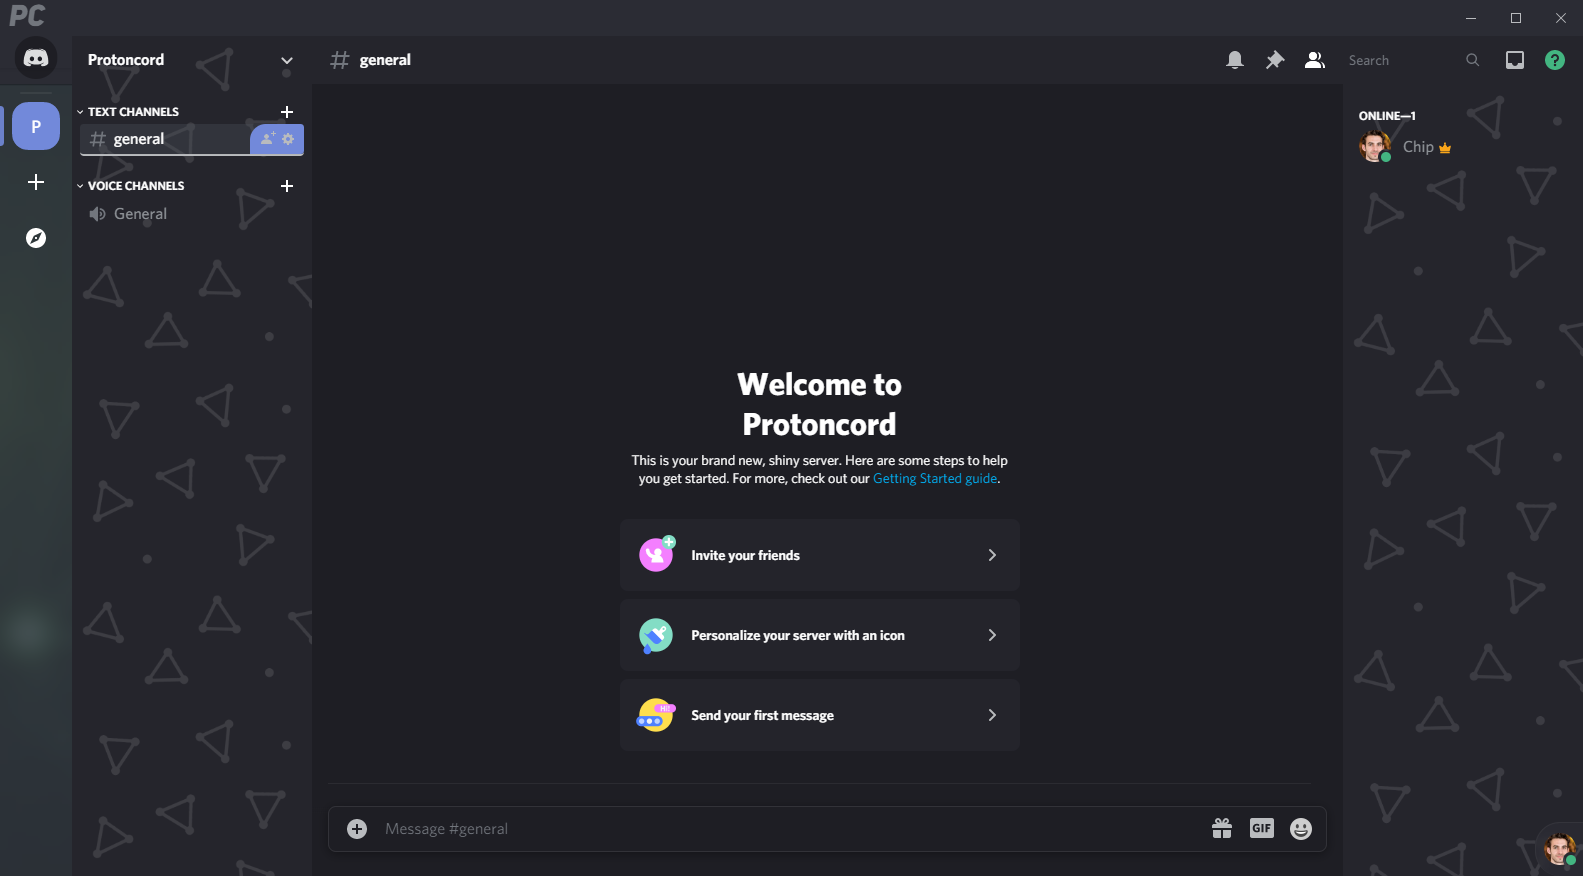 PC
Protoncord
general
Search
?
TEXT CHANNELS
general
VOICE CHANNELS
General
P
ONLINE—1
Chip
Welcome to
Protoncord
This is your brand new, shiny server. Here are some steps to help
you get started. For more, check out our Getting Started guide.
Invite your friends
Personalize your server with an icon
Hi!
Send your first message
Message #general
GIF